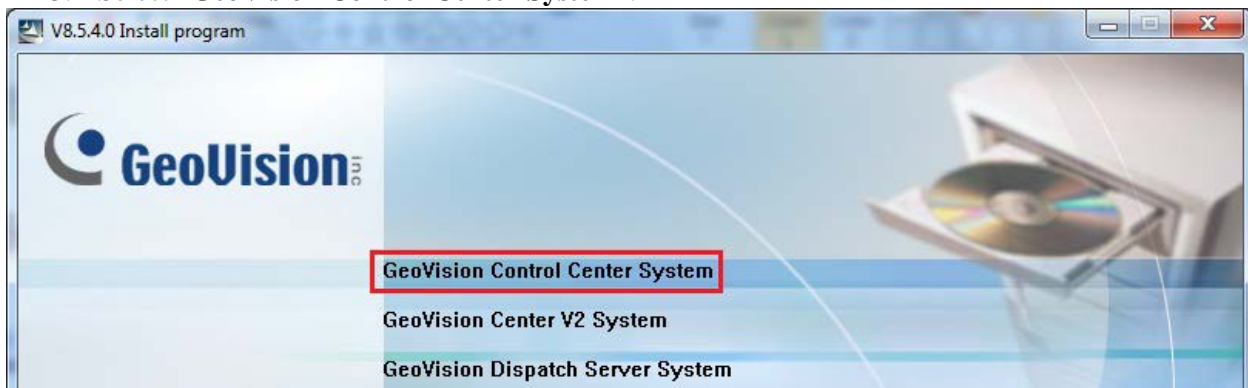 V8.5.4.0 Install program
GeoVision
inc
GeoVision Control Center System
GeoVision Center V2 System
GeoVision Dispatch Server System